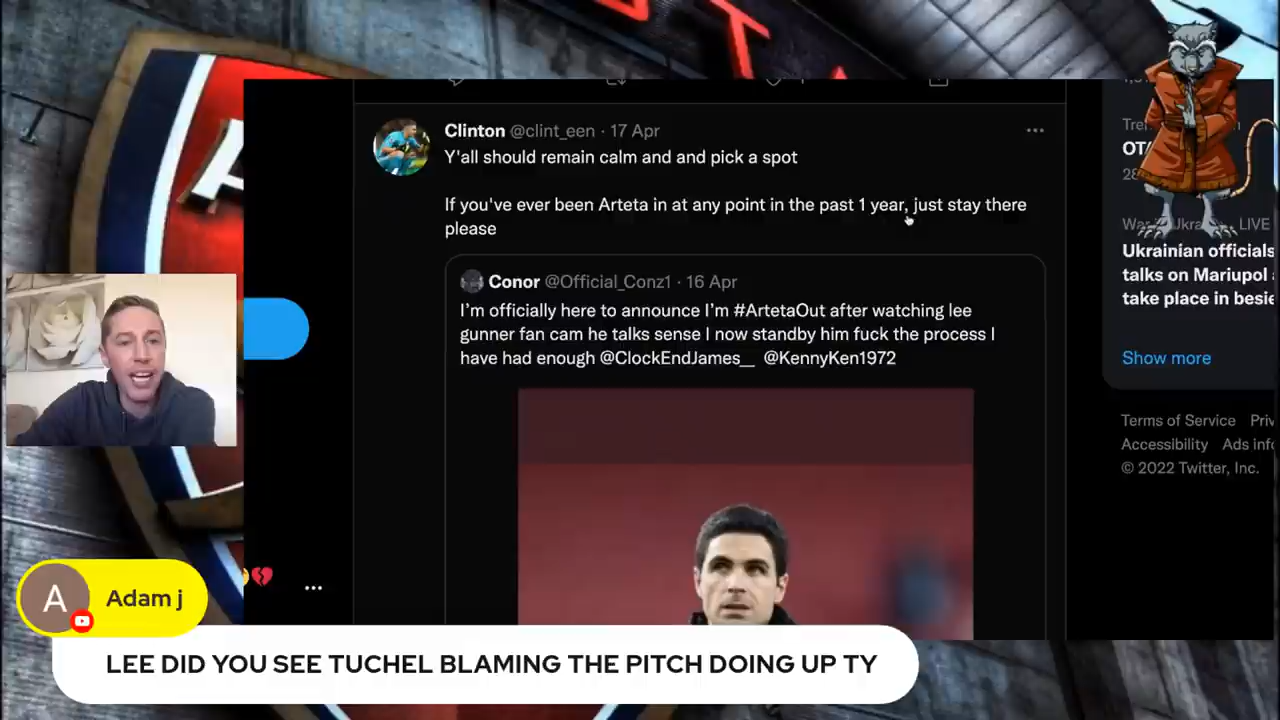 Clinton @clint_een · 17 Apr
Y'all should remain calm and and pick a spot
If you've ever been Arteta in at any point in the past 1 year, just stay there
please
Conor @Official_Conz1 · 16 Apr
I'm officially here to announce I'm #ArtetaOut after watching lee
gunner fan cam he talks sense I now standby him fuck the process I
have had enough @ClockEndJames__ @KennyKen1972
LIVE
Ukrainian officials
talks on Mariupol
take place in
Show more
Terms of Service
Accessibility Ads
© 2022 Twitter, Inc.
A
Adam j
LEE DID YOU SEE TUCHEL BLAMING THE PITCH DOING UP TY